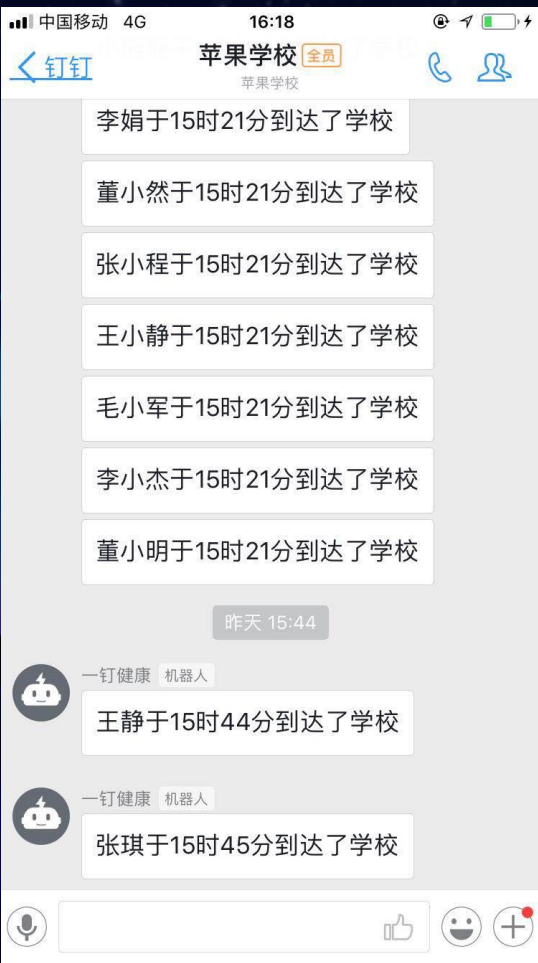 中国移动 4G 16:18
钉钉
苹果学校 全员
苹果学校
李娟于15时21分到达了学校
董小然于15时21分到达了学校
张小程于15时21分到达了学校
王小静于15时21分到达了学校
毛小军于15时21分到达了学校
李小杰于15时21分到达了学校
董小明于15时21分到达了学校
昨天 15:44
一钉健康 机器人
王静于15时44分到达了学校
一钉健康 机器人
张琪于15时45分到达了学校